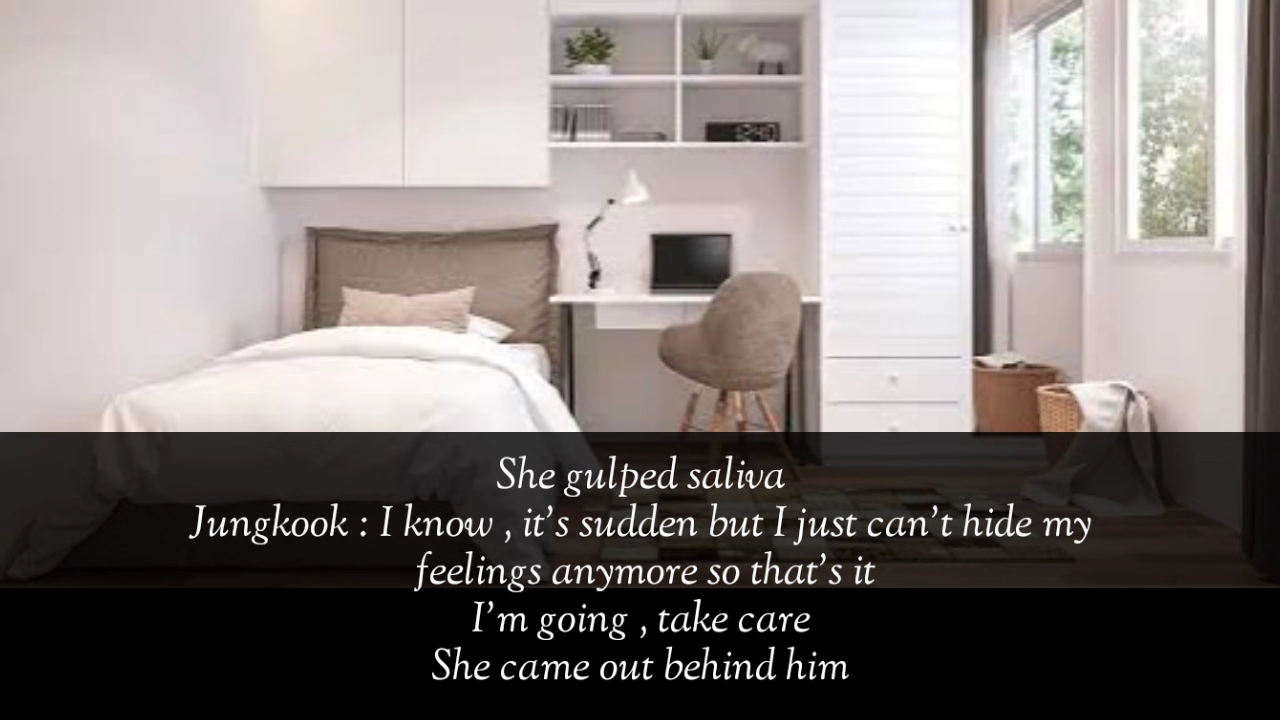 She gulped saliva
Jungkook : I know , it's sudden but I just can't hide my
feelings anymore so that's it
I'm going , take care
She came out behind him